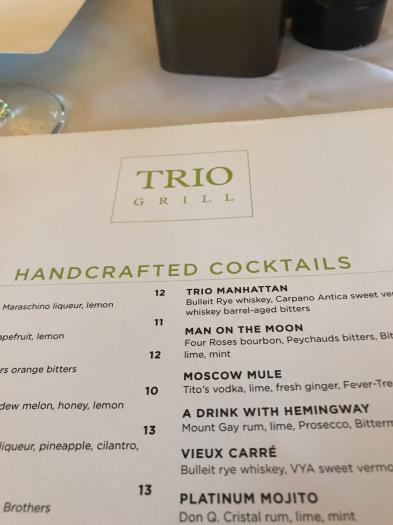 TRIO
GRILL
HANDCRAFTED COCKTAILS
12
Maraschino liqueur, lemon
11
grapefruit, lemon
12
orange bitters
10
melon, honey, lemon
13
liqueur, pineapple, cilantro,
13
Brothers
TRIO MANHATTAN
Bulleit Rye whiskey, Carpano Antica sweet
whiskey barrel-aged bitters
MAN ON THE MOON
Four Roses bourbon, Peychauds bitters,
lime, mint
MOSCOW MULE
Tito's vodka, lime, fresh ginger,
A DRINK WITH HEMINGWAY
Mount Gay rum, lime, Prosecco,
VIEUX CARRÉ
Bulleit rye whiskey, VYA sweet
PLATINUM MOJITO
Don Q. Cristal rum, lime, mint